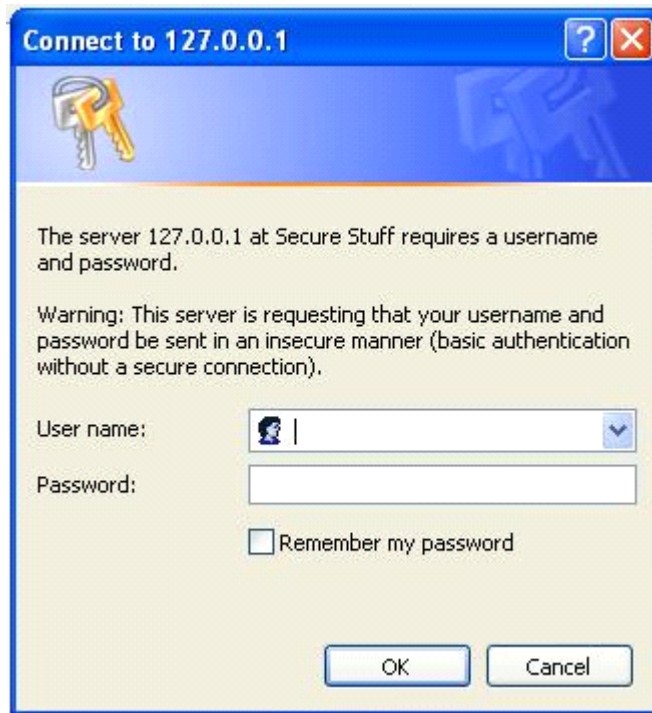 Connect to 127.0.0.1
The server 127.0.0.1 at Secure Stuff requires a username
and password.
Warning: This server is requesting that your username and
password be sent in an insecure manner (basic authentication
without a secure connection).
User name:
Password:
Remember my password
OK Cancel